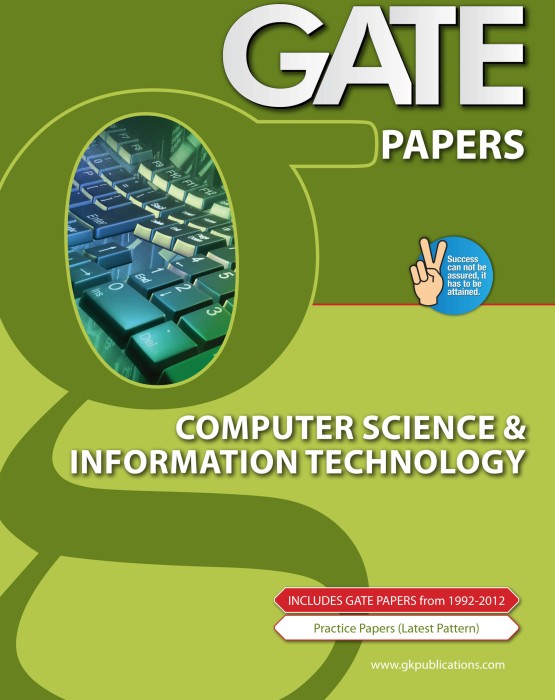 GATE
PAPERS
Success
can not be
assured, it
has to be
attained.
COMPUTER SCIENCE &
INFORMATION TECHNOLOGY
INCLUDES GATE PAPERS from 1992-2012
Practice Papers (Latest Pattern)
www.gkpublications.com